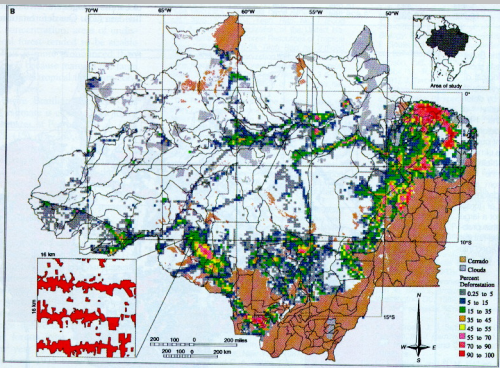 B
70°W
65°W
60°W
55°W
50°W
Area of study
0°
10°S
15°S
16 km
16 km
Cerrado
Clouds
Percent
Deforestation
0.25 to 5
5 to 15
15 to 35
35 to 45
45 to 55
55 to 70
70 to 90
90 to 100
N
W
E
S
200 0 200 miles
200 0 200 km